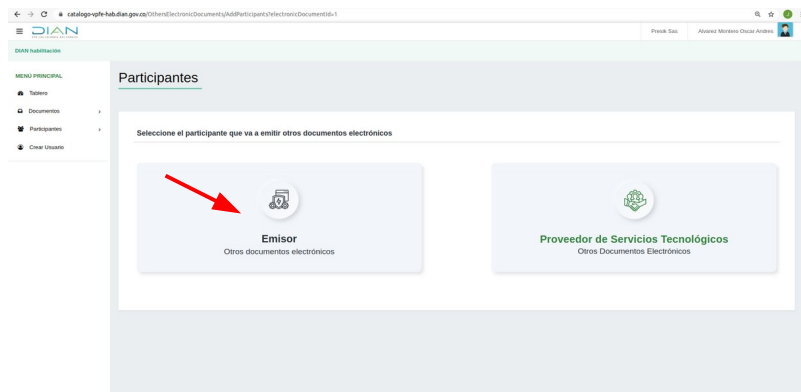 catalogo-vpfe-hab.dian.gov.co/OthersElectronicDocuments/AddParticipants?electronicDocumentId=1
J
DIAN
Presik Sas
Alvarez Montero Oscar Andres
DIAN habilitación
MENÚ PRINCIPAL
Tablero
Documentos
Participantes
Crear Usuario
Participantes
Seleccione el participante que va a emitir otros documentos electrónicos
Emisor
Otros documentos electrónicos
Proveedor de Servicios Tecnológicos
Otros Documentos Electrónicos